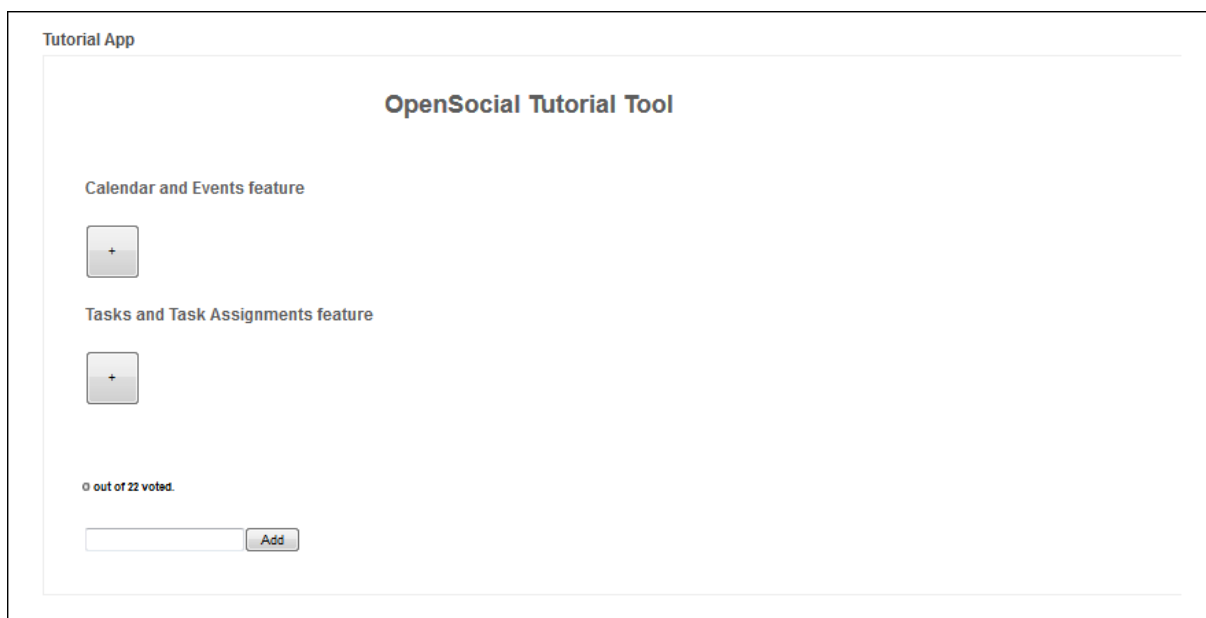 Tutorial App
OpenSocial Tutorial Tool
Calendar and Events feature
+
Tasks and Task Assignments feature
+
0 out of 22 voted.
Add